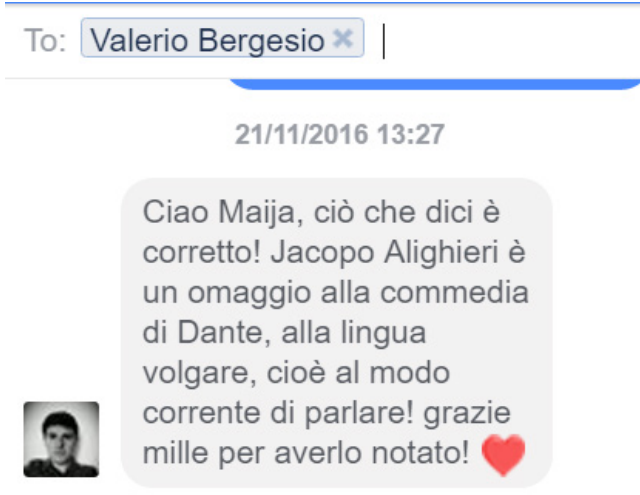 To: Valerio Bergesio
21/11/2016 13:27
Ciao Maija, ciò che dici è
corretto! Jacopo Alighieri è
un omaggio alla commedia
di Dante, alla lingua
volgare, cioè al modo
corrente di parlare! grazie
mille per averlo notato! ❤